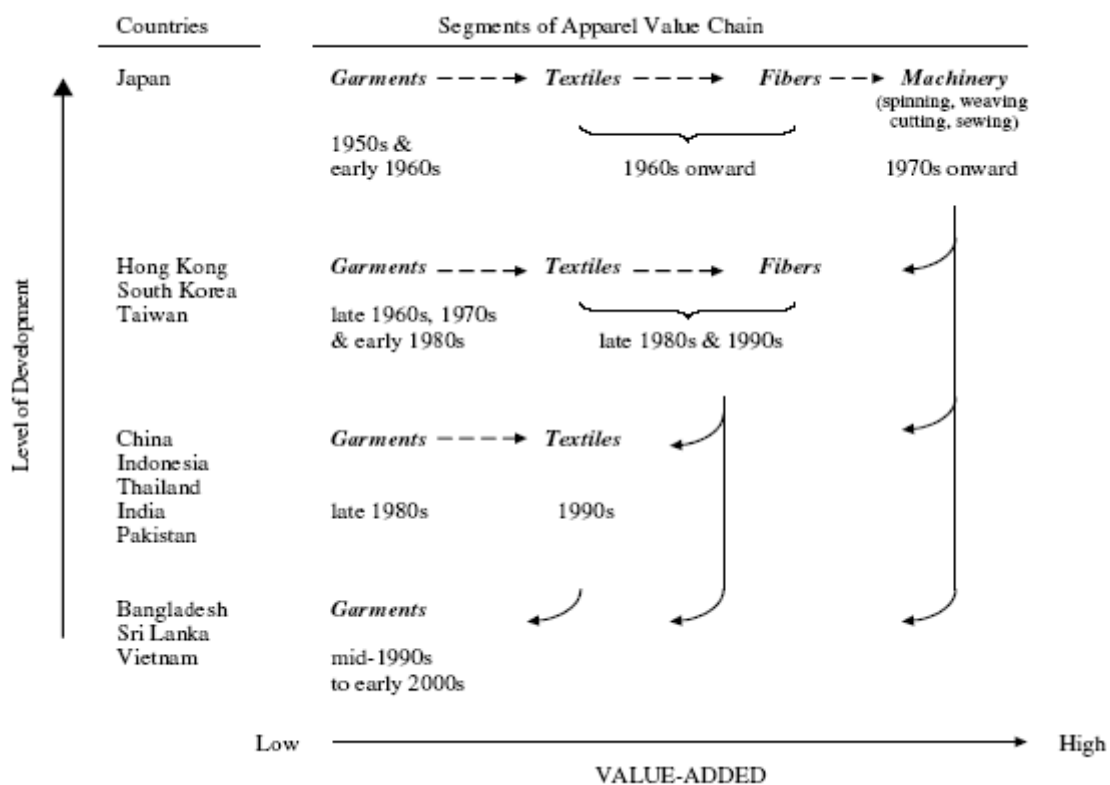 Countries
Segments of Apparel Value Chain
Japan
Garments
Textiles
Fibers
Machinery
(spinning, weaving
cutting, sewing)
1950s &
early 1960s
1960s onward
1970s onward
Hong Kong
South Korea
Taiwan
Garments
Textiles
Fibers
late 1960s, 1970s
& early 1980s
late 1980s & 1990s
China
Indonesia
Thailand
India
Pakistan
Garments
Textiles
late 1980s
1990s
Bangladesh
Sri Lanka
Vietnam
Garments
mid-1990s
to early 2000s
Level of Development
Low
High
VALUE-ADDED